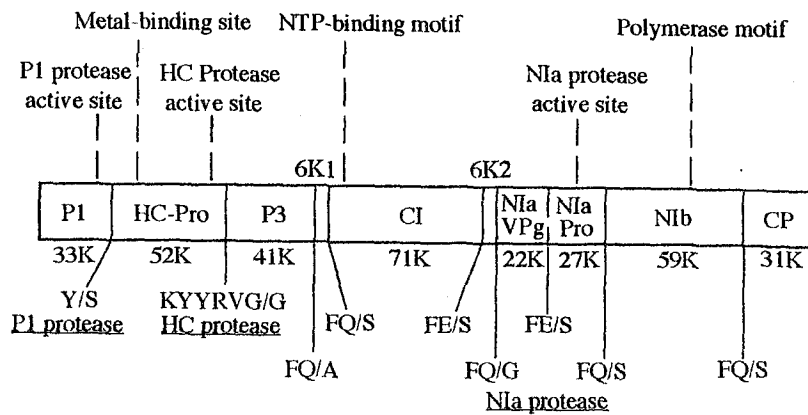 Metal-binding site NTP-binding motif Polymerase motif
P1 protease HC Protease NIa protease
active site active site active site
6K1 6K2
P1 HC-Pro P3 CI NIa NIa NIb CP
VPg Pro
33K 52K 41K 71K 22K 27K 59K 31K
Y/S KYYRVG/G FQ/S FE/S FE/S
P1 protease HC protease
FQ/A FQ/G FQ/S FQ/S
NIa protease